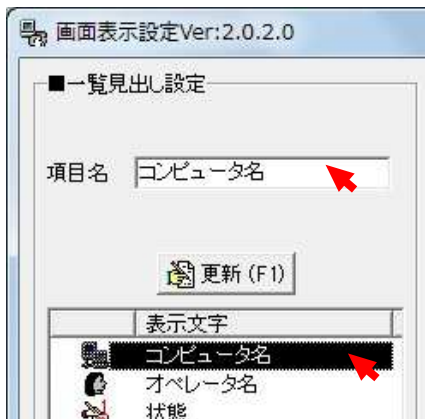 画面表示設定Ver:2.0.2.0
■一覧見出し設定
項目名 コンピュータ名
更新(F1)
表示文字
コンピュータ名
オペレータ名
状態